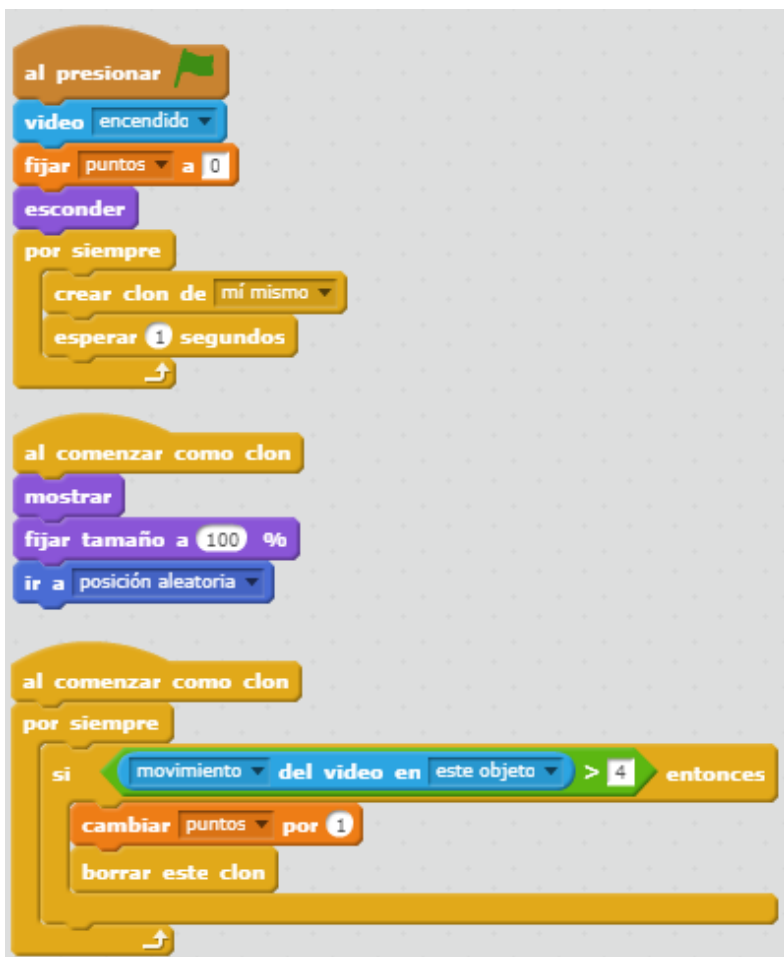 al presionar
video encendido
fijar puntos a 0
esconder
por siempre
crear clon de mí mismo
esperar 1 segundos
al comenzar como clon
mostrar
fijar tamaño a 100 %
ir a posición aleatoria
al comenzar como clon
por siempre
si movimiento del video en este objeto > 4 entonces
cambiar puntos por 1
borrar este clon